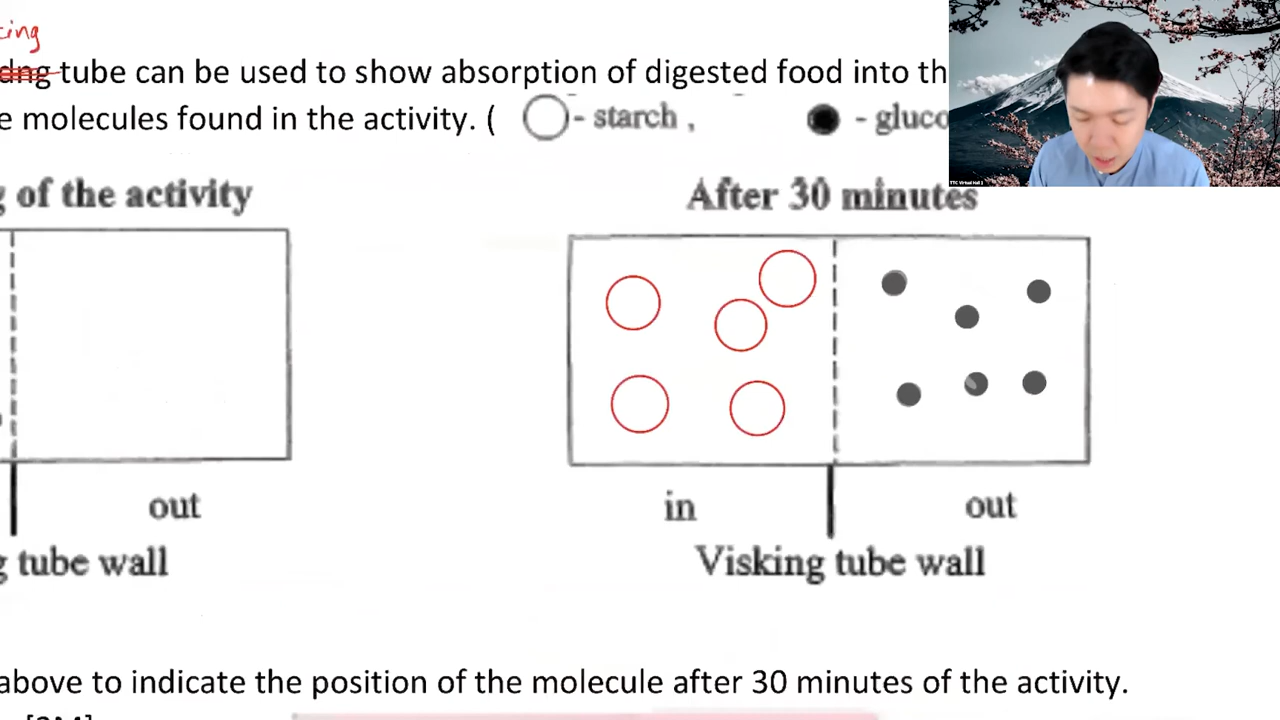 cing
dng tube can be used to show absorption of digested food into th
e molecules found in the activity. ( - starch , - gluco
g of the activity
After 30 minutes
out
in
out
g tube wall
Visking tube wall
above to indicate the position of the molecule after 30 minutes of the activity.